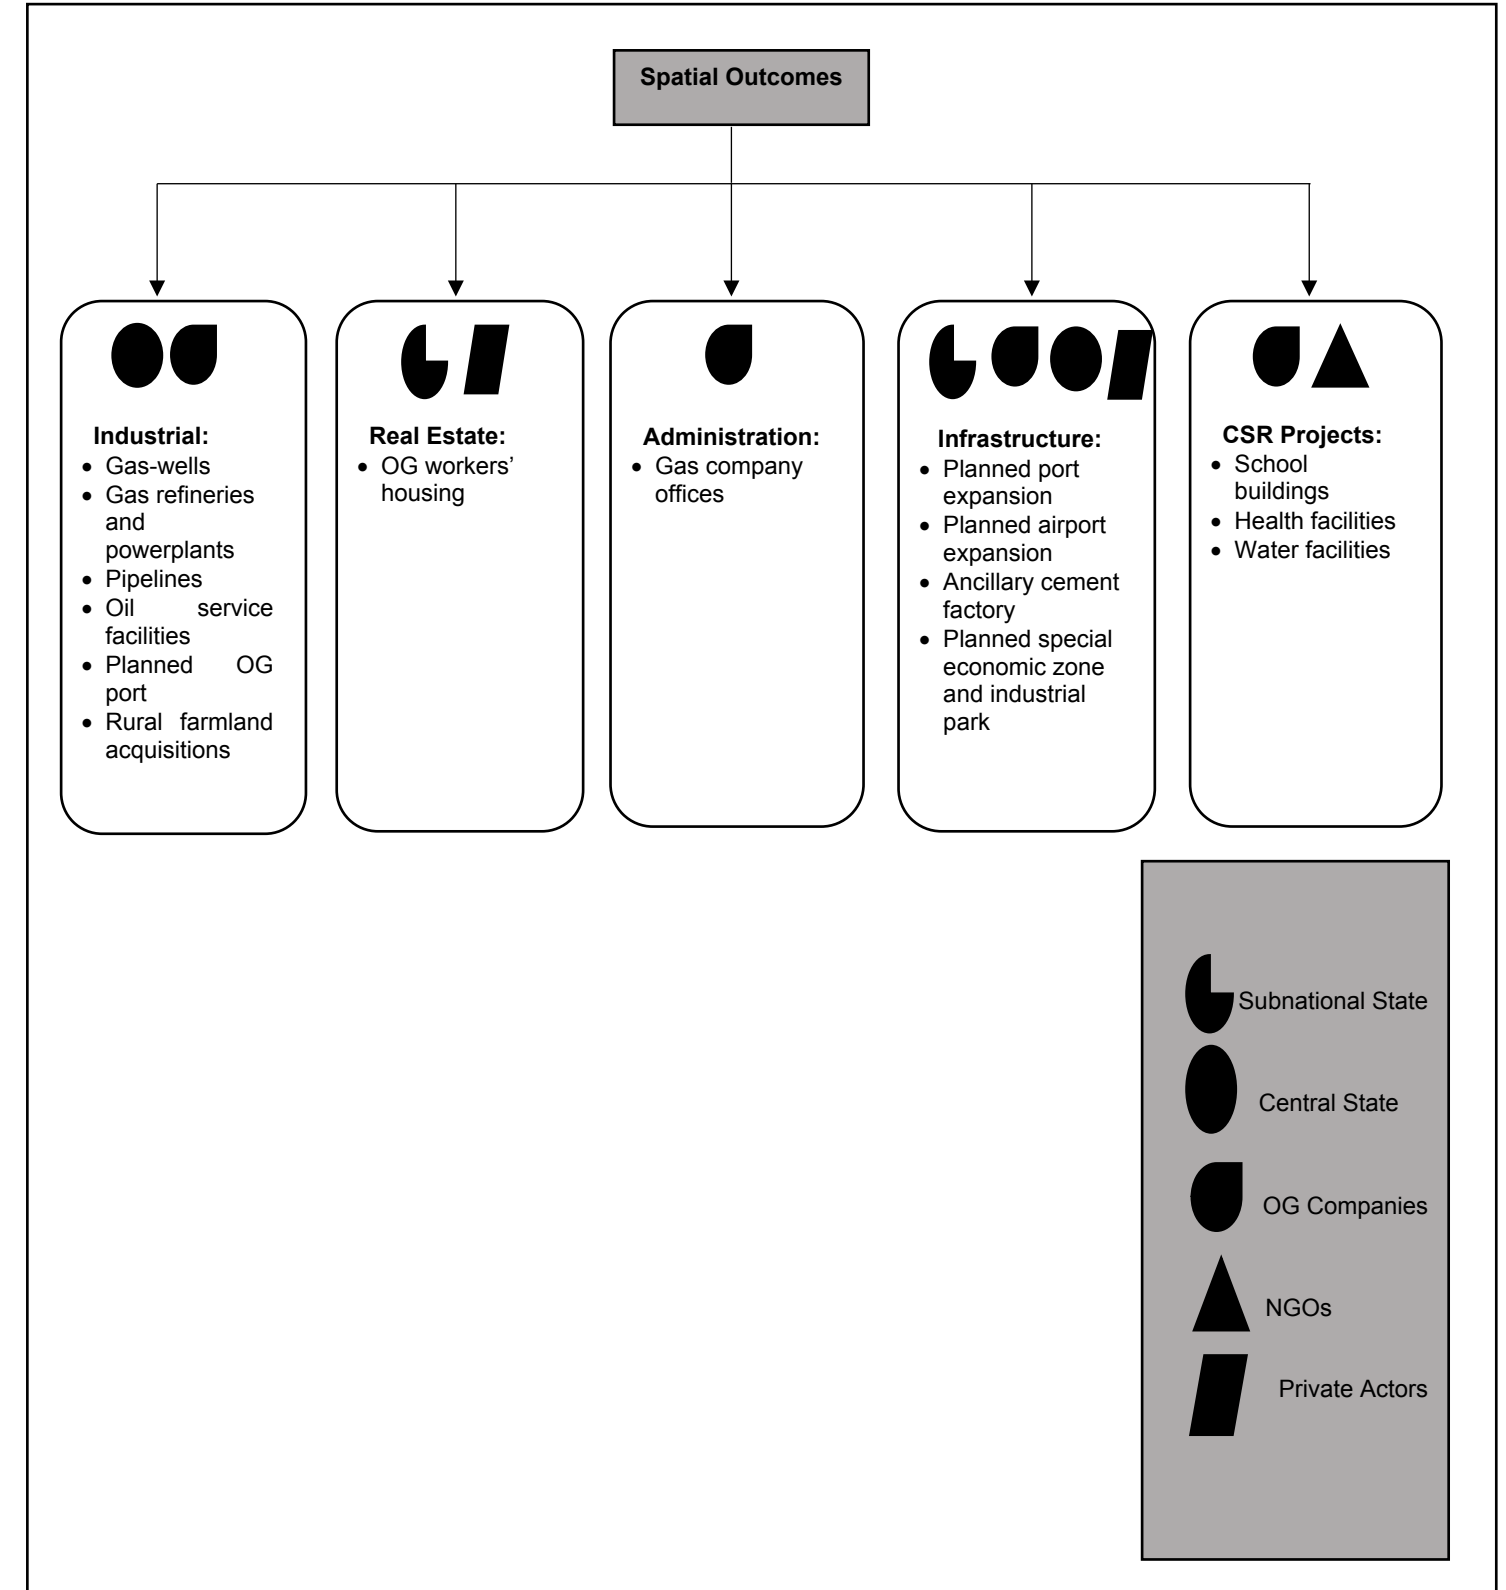 Spatial Outcomes
Industrial:
• Gas-wells
• Gas refineries
and
powerplants
• Pipelines
• Oil service
facilities
• Planned OG
port
• Rural farmland
acquisitions
Real Estate:
• OG workers’
housing
Administration:
• Gas company
offices
Infrastructure:
• Planned port
expansion
• Planned airport
expansion
• Ancillary cement
factory
• Planned special
economic zone
and industrial
park
CSR Projects:
• School
buildings
• Health facilities
• Water facilities
Subnational State
Central State
OG Companies
NGOs
Private Actors